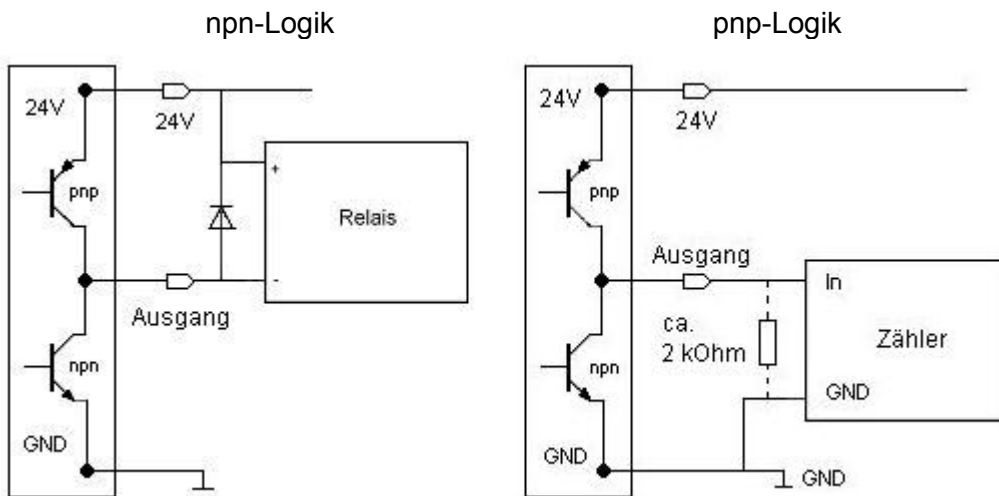 npn-Logik
24V
24V
pnp
+
Relais
-
Ausgang
npn
GND
pnp-Logik
24V
24V
pnp
Ausgang
In
ca.
2 kOhm
Zähler
npn
GND
GND
GND